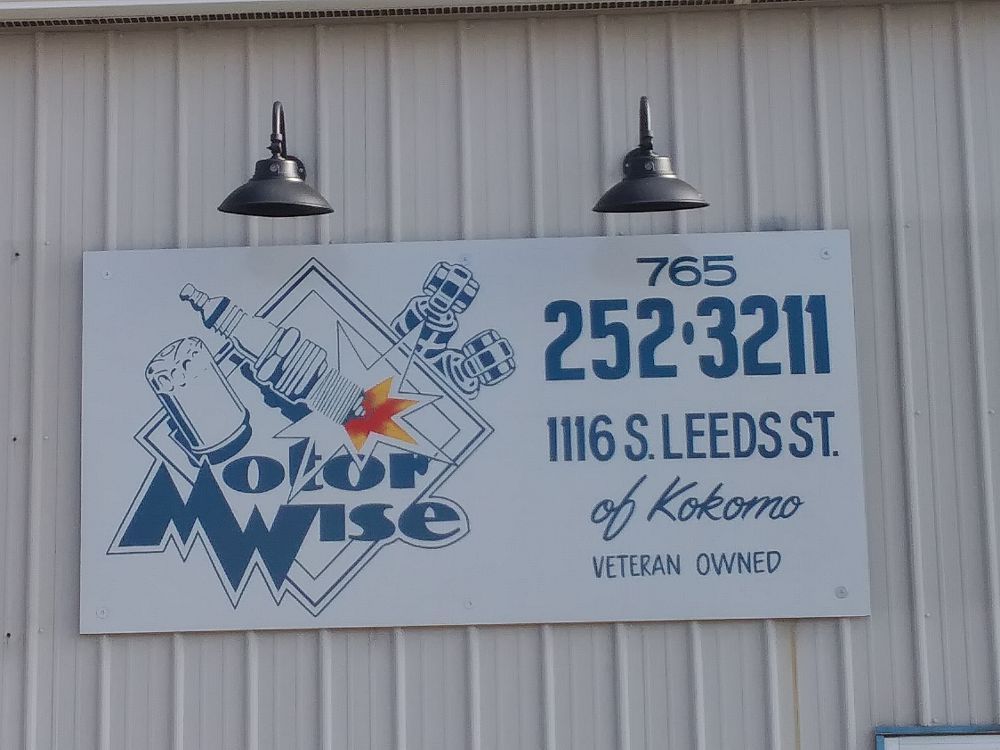 Motor
Wise
765
252·3211
1116 S. LEEDS ST.
of Kokomo
VETERAN OWNED